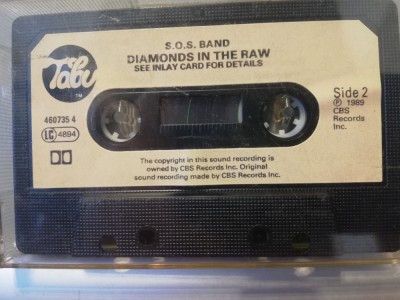 S.O.S. BAND
DIAMONDS IN THE RAW
SEE INLAY CARD FOR DETAILS
Tabu
TM
460735 4
LC 4894
Side 2
℗ 1989
CBS
Records
Inc.
The copyright in this sound recording is
owned by CBS Records Inc. Original
sound recording made by CBS Records Inc.